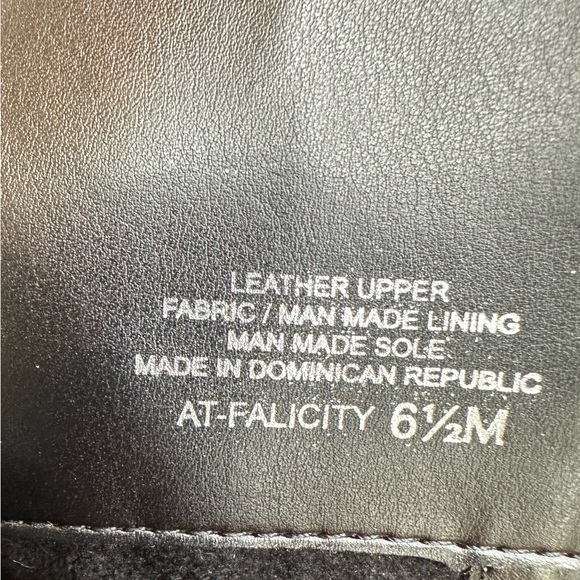 LEATHER UPPER
FABRIC / MAN MADE LINING
MAN MADE SOLE
MADE IN DOMINICAN REPUBLIC
AT-FALICITY 6½M